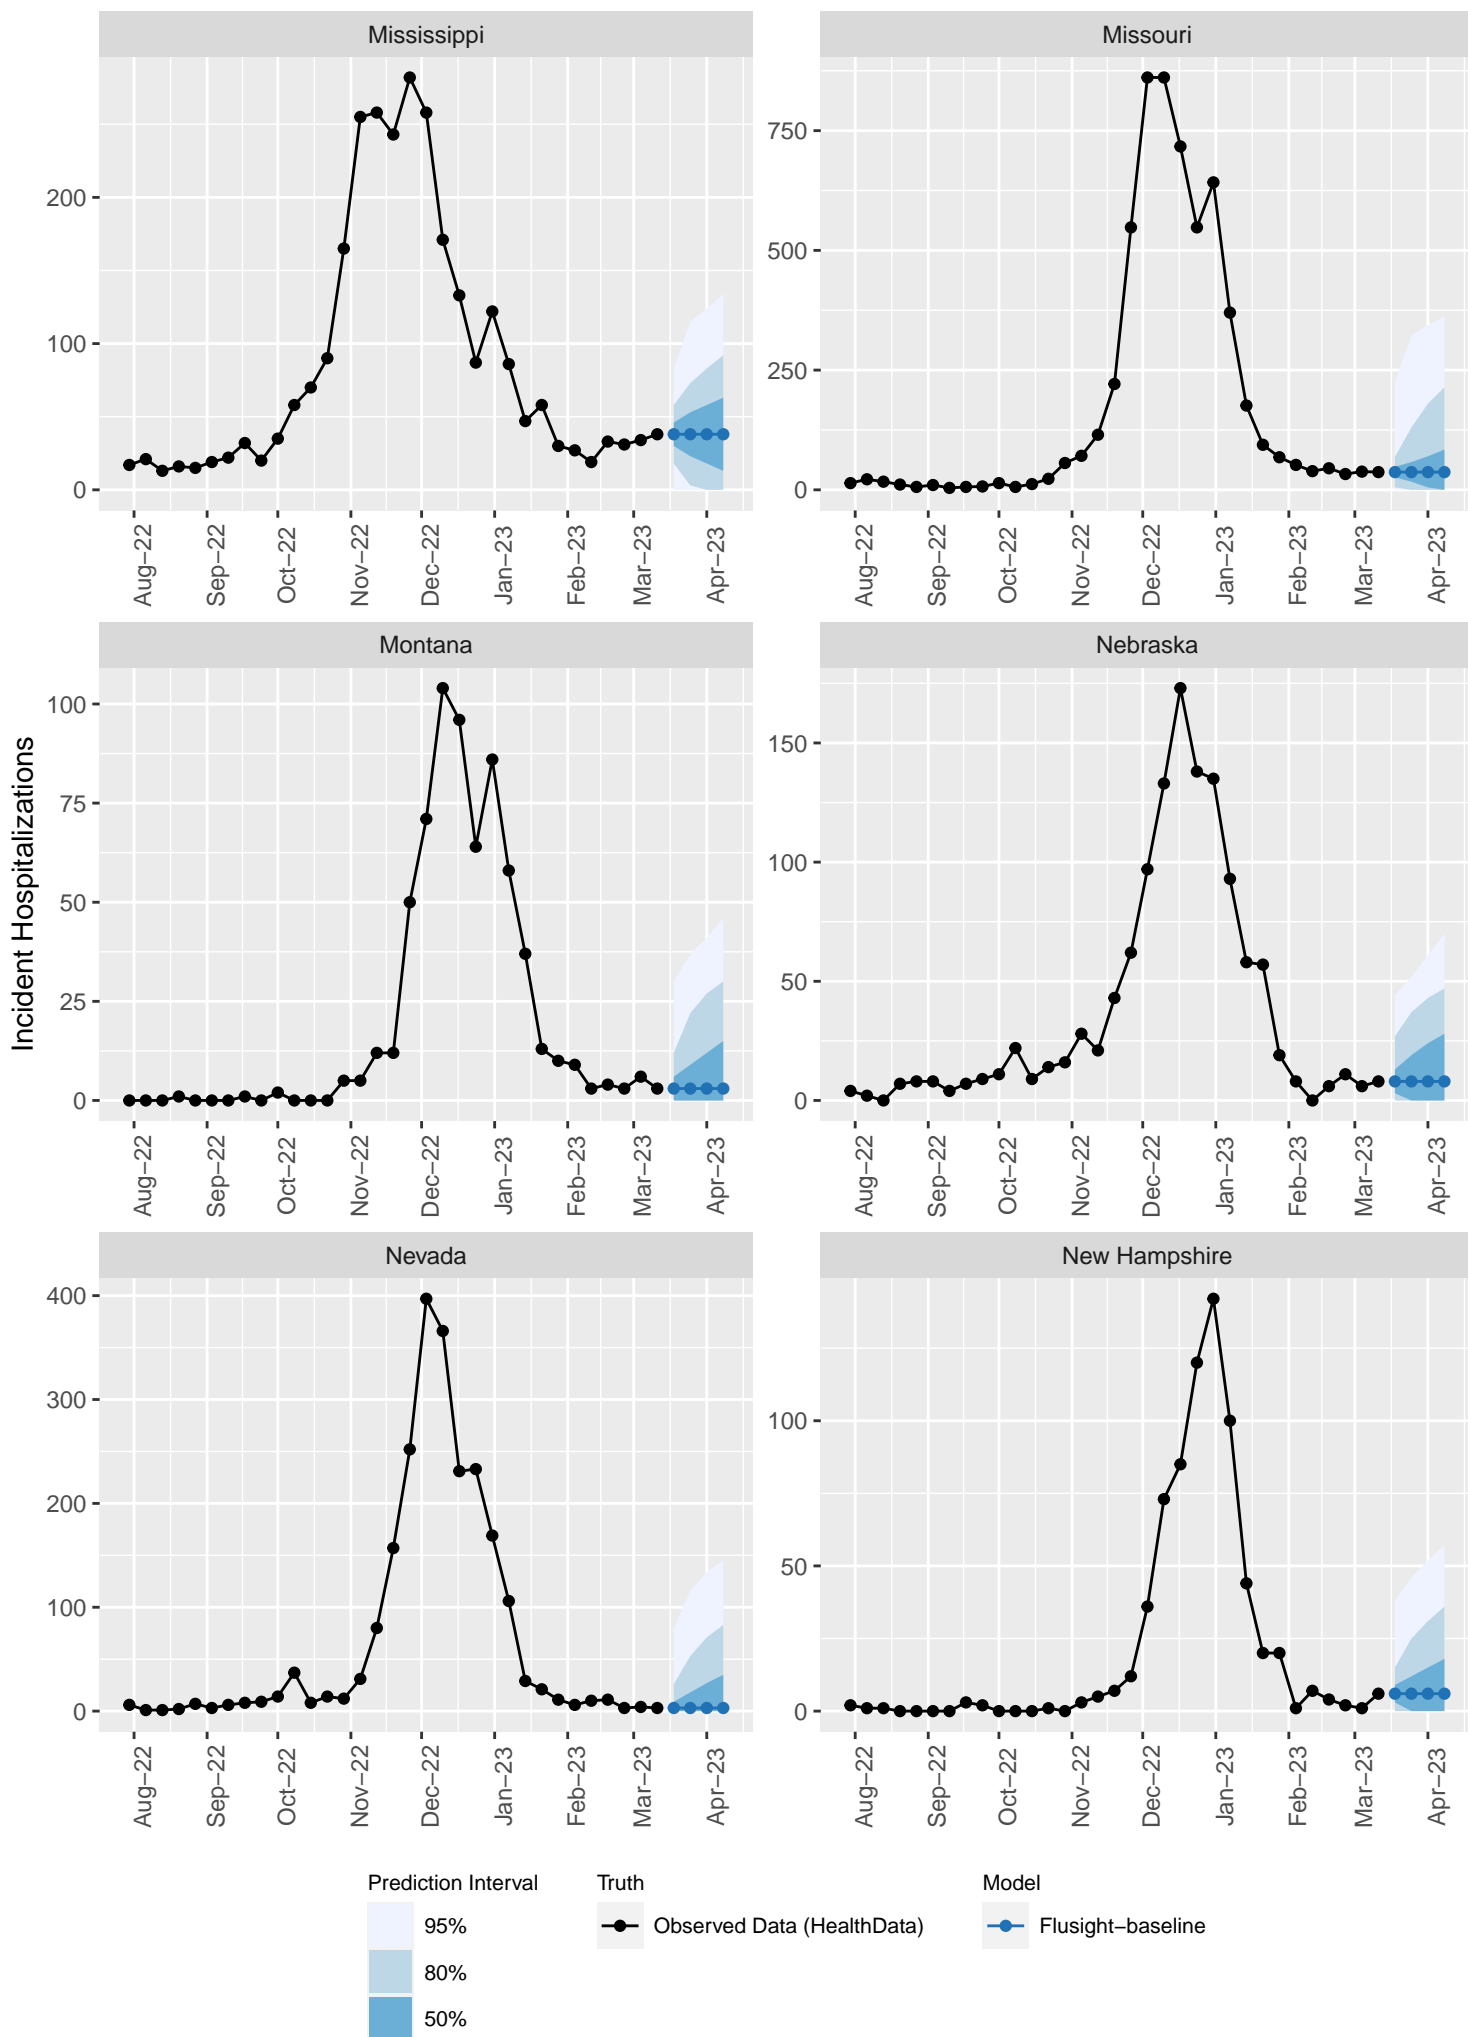 Mississippi
Missouri
200
100
0
750
500
250
0
Aug−22
Sep−22
Oct−22
Nov−22
Dec−22
Jan−23
Feb−23
Mar−23
Apr−23
Aug−22
Sep−22
Oct−22
Nov−22
Dec−22
Jan−23
Feb−23
Mar−23
Apr−23
Incident Hospitalizations
Montana
Nebraska
100
75
50
25
0
150
100
50
0
Aug−22
Sep−22
Oct−22
Nov−22
Dec−22
Jan−23
Feb−23
Mar−23
Apr−23
Aug−22
Sep−22
Oct−22
Nov−22
Dec−22
Jan−23
Feb−23
Mar−23
Apr−23
Nevada
New Hampshire
400
300
200
100
0
100
50
0
Aug−22
Sep−22
Oct−22
Nov−22
Dec−22
Jan−23
Feb−23
Mar−23
Apr−23
Aug−22
Sep−22
Oct−22
Nov−22
Dec−22
Jan−23
Feb−23
Mar−23
Apr−23
Prediction Interval
95%
80%
50%
Truth
Observed Data (HealthData)
Model
Flusight−baseline